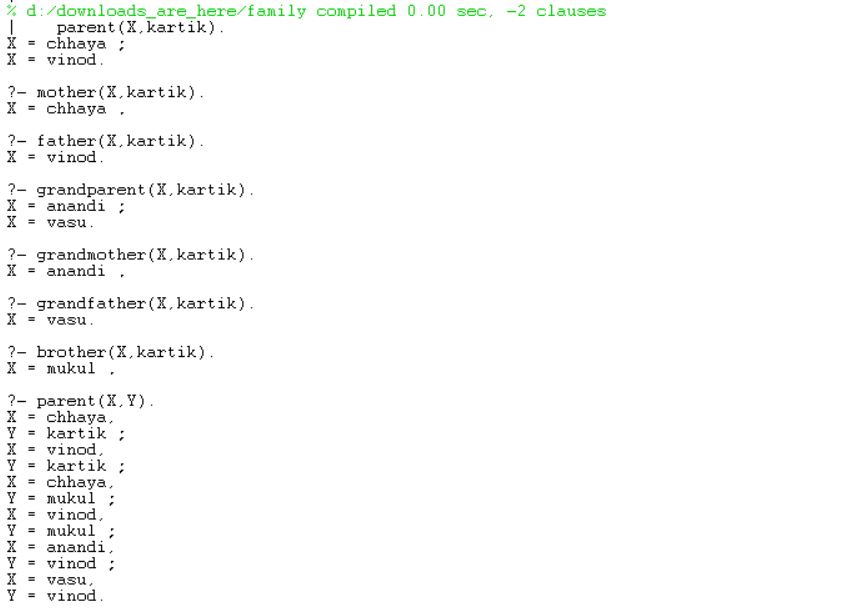 % d:/downloads_are_here/family compiled 0.00 sec, -2 clauses
|    parent(X,kartik).
X = chhaya ;
X = vinod.
?- mother(X,kartik).
X = chhaya .
?- father(X,kartik).
X = vinod.
?- grandparent(X,kartik).
X = anandi ;
X = vasu.
?- grandmother(X,kartik).
X = anandi .
?- grandfather(X,kartik).
X = vasu.
?- brother(X,kartik).
X = mukul .
?- parent(X,Y).
X = chhaya,
Y = kartik ;
X = vinod,
Y = kartik ;
X = chhaya,
Y = mukul ;
X = vinod,
Y = mukul ;
X = anandi,
Y = vinod ;
X = vasu,
Y = vinod.